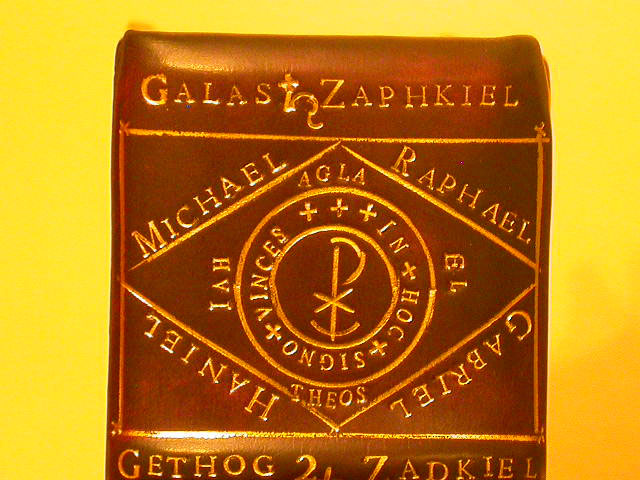 GALAS ♄ ZAPHKIEL
MICHAEL
RAPHAEL
AGLA
IAH
EL
✝ ✝ ✝ IN ✝ HOC ✝ SIGNO ✝ VINCES
☧
HANIEL
GABRIEL
THEOS
GETHOG ♃ ZADKIEL